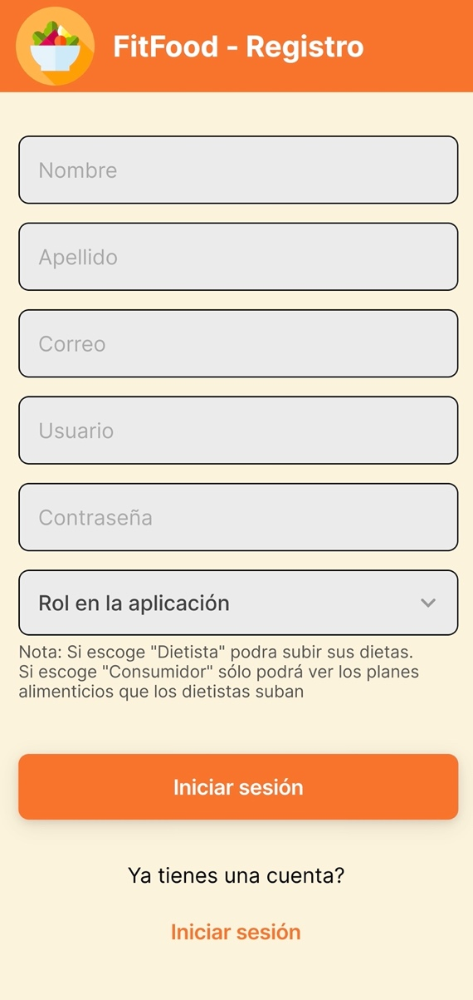 FitFood - Registro
Nombre
Apellido
Correo
Usuario
Contraseña
Rol en la aplicación
Nota: Si escoge "Dietista" podra subir sus dietas.
Si escoge "Consumidor" sólo podrá ver los planes
alimenticios que los dietistas suban
Iniciar sesión
Ya tienes una cuenta?
Iniciar sesión